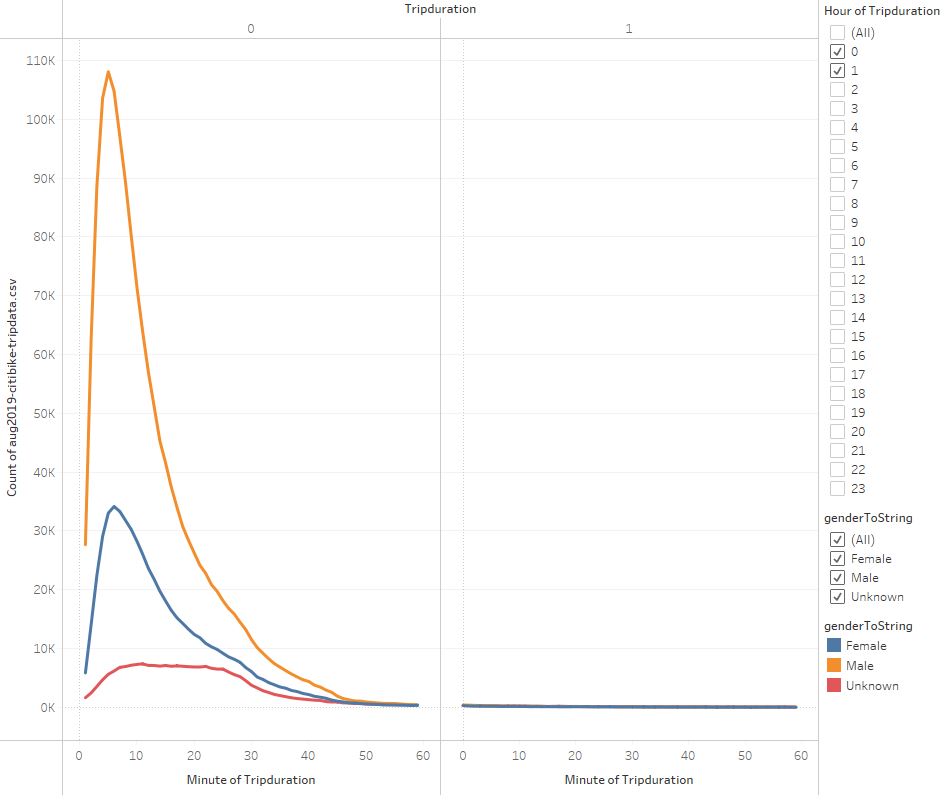 Tripduration
0
1
110K
100K
90K
80K
70K
60K
50K
40K
30K
20K
10K
0K
Count of aug2019-citibike-tripdata.csv
0 10 20 30 40 50 60
Minute of Tripduration
0 10 20 30 40 50 60
Minute of Tripduration
Hour of Tripduration
(All)
0
1
2
3
4
5
6
7
8
9
10
11
12
13
14
15
16
17
18
19
20
21
22
23
genderToString
(All)
Female
Male
Unknown
genderToString
Female
Male
Unknown